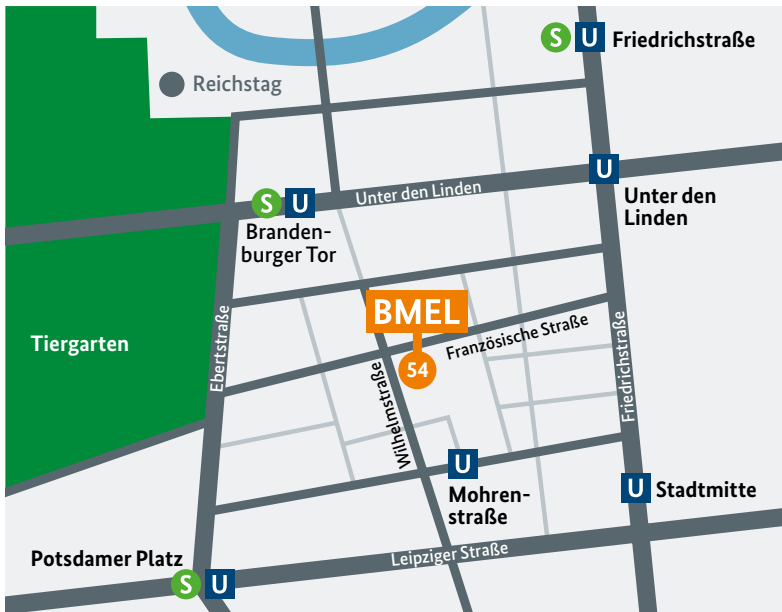 S U Friedrichstraße
Reichstag
U
Unter den
Linden
Unter den Linden
S U
Branden-
burger Tor
BMEL
54
Französische Straße
Tiergarten
Ebertstraße
Wilhelmstraße
Friedrichstraße
U
Mohren-
straße
U Stadtmitte
Leipziger Straße
Potsdamer Platz
S U